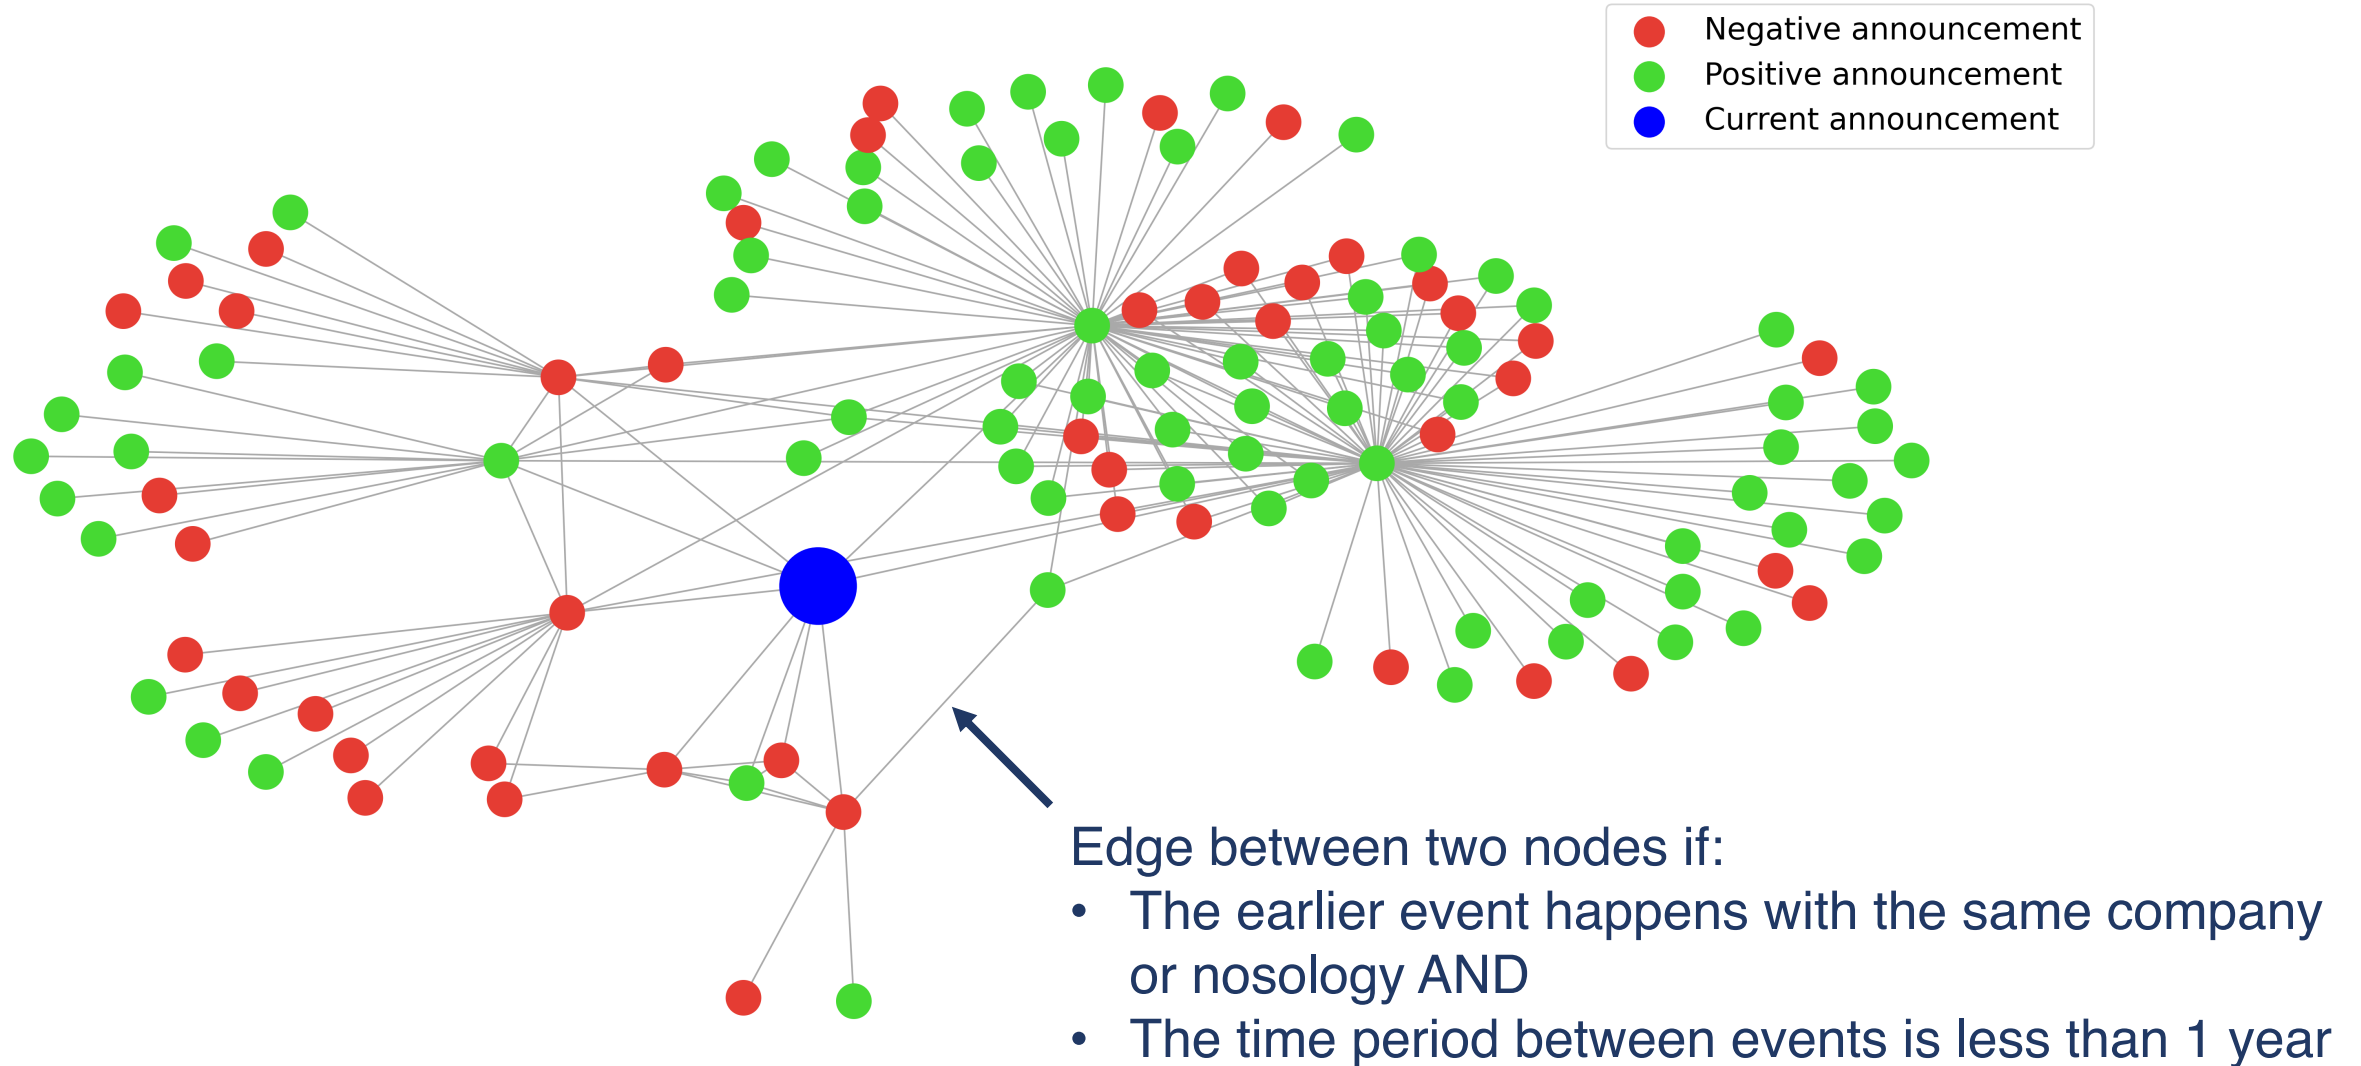 Negative announcement
Positive announcement
Current announcement
Edge between two nodes if:
• The earlier event happens with the same company
or nosology AND
• The time period between events is less than 1 year